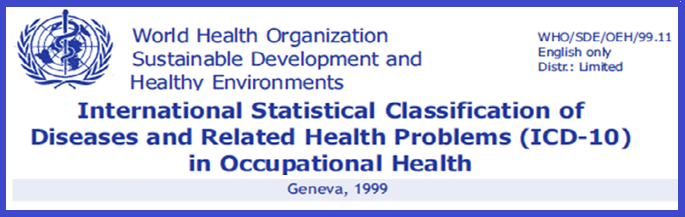 World Health Organization
Sustainable Development and
Healthy Environments
WHO/SDE/OEH/99.11
English only
Distr.: Limited
International Statistical Classification of
Diseases and Related Health Problems (ICD-10)
in Occupational Health
Geneva, 1999